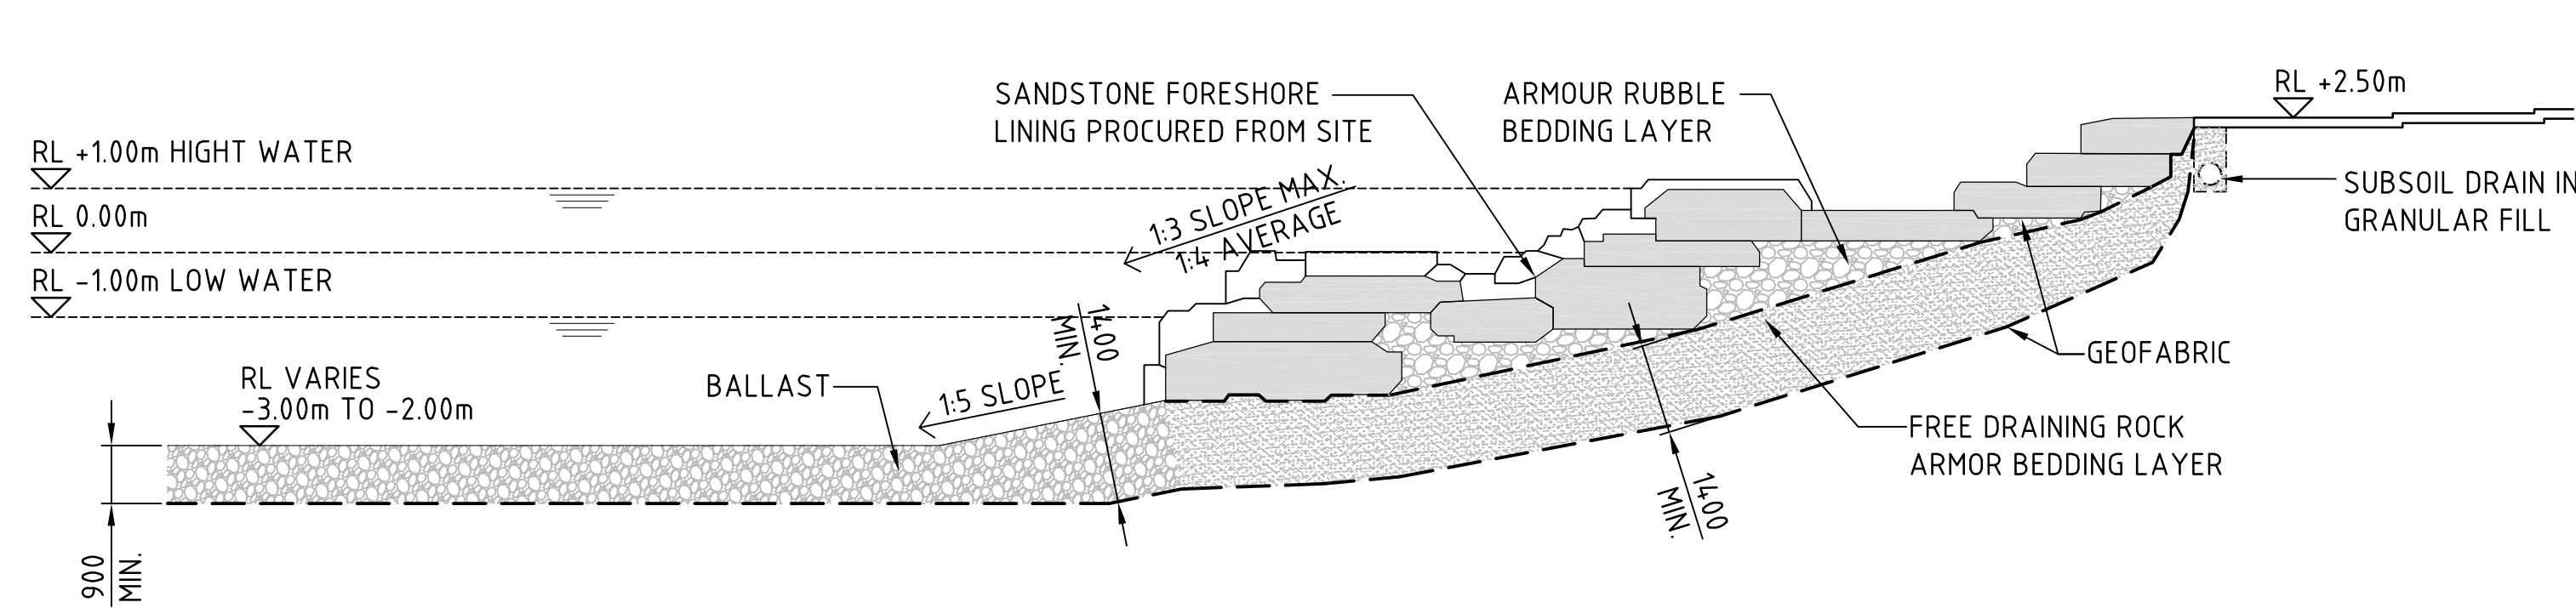 RL +2.50m
SANDSTONE FORESHORE
LINING PROCURED FROM SITE
ARMOUR RUBBLE
BEDDING LAYER
RL +1.00m HIGHT WATER
1:3 SLOPE MAX.
1:4 AVERAGE
SUBSOIL DRAIN IN
GRANULAR FILL
RL 0.00m
RL -1.00m LOW WATER
1400
MIN.
GEOFABRIC
RL VARIES
-3.00m TO -2.00m
BALLAST
1:5 SLOPE
FREE DRAINING ROCK
ARMOR BEDDING LAYER
1400
MIN.
900
MIN.